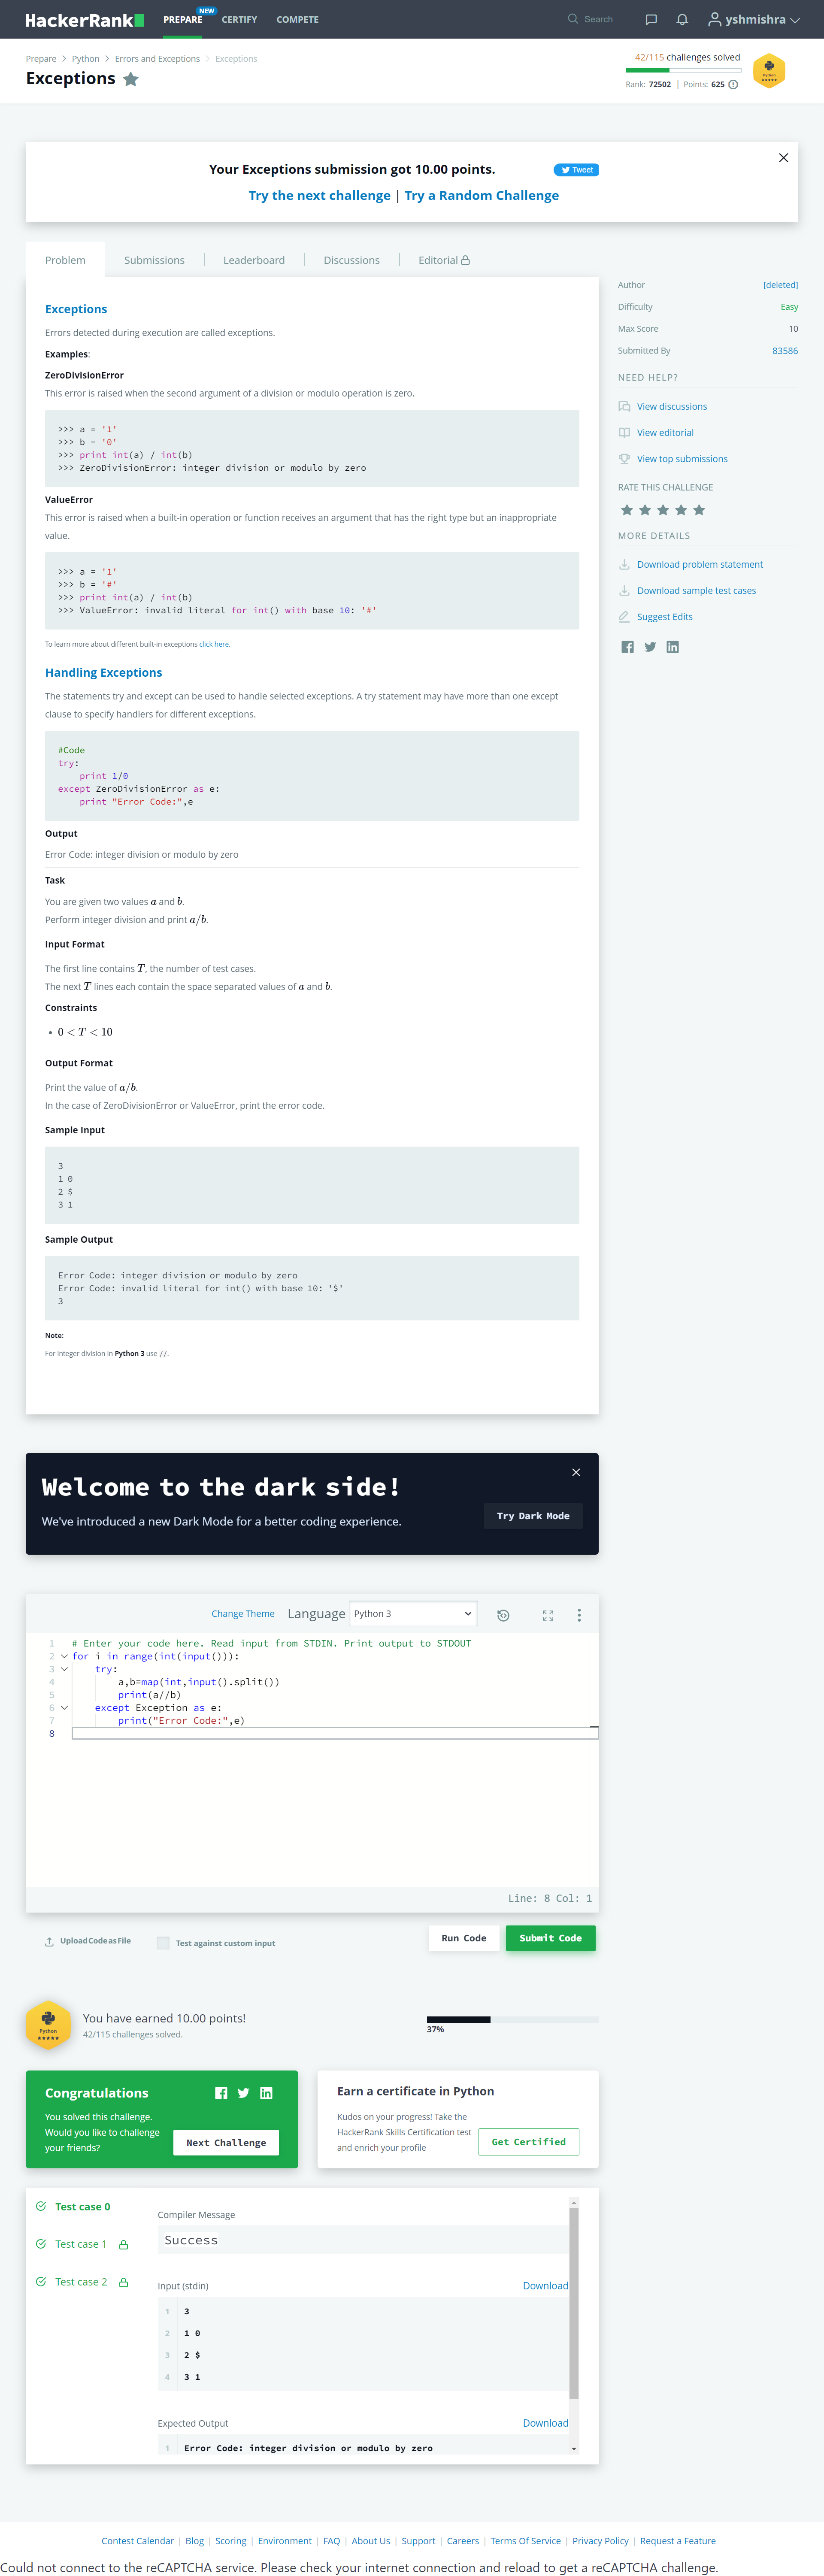 HackerRank
PREPARE NEW CERTIFY COMPETE Search yshmishra
Prepare > Python > Errors and Exceptions > Exceptions
Exceptions
42/115 challenges solved
Rank: 72502 | Points: 625
Python
Your Exceptions submission got 10.00 points. Tweet
Try the next challenge | Try a Random Challenge
Problem Submissions Leaderboard Discussions Editorial
Exceptions
Errors detected during execution are called exceptions.
Examples:
ZeroDivisionError
This error is raised when the second argument of a division or modulo operation is zero.
>>> a = '1'
>>> b = '0'
>>> print int(a) / int(b)
>>> ZeroDivisionError: integer division or modulo by zero
ValueError
This error is raised when a built-in operation or function receives an argument that has the right type but an inappropriate
value.
>>> a = '1'
>>> b = '#'
>>> print int(a) / int(b)
>>> ValueError: invalid literal for int() with base 10: '#'
To learn more about different built-in exceptions click here.
Handling Exceptions
The statements try and except can be used to handle selected exceptions. A try statement may have more than one except
clause to specify handlers for different exceptions.
#Code
try:
    print 1/0
except ZeroDivisionError as e:
    print "Error Code:",e
Output
Error Code: integer division or modulo by zero
Task
You are given two values a and b.
Perform integer division and print a/b.
Input Format
The first line contains T, the number of test cases.
The next T lines each contain the space separated values of a and b.
Constraints
• 0 < T < 10
Output Format
Print the value of a/b.
In the case of ZeroDivisionError or ValueError, print the error code.
Sample Input
3
1 0
2 $
3 1
Sample Output
Error Code: integer division or modulo by zero
Error Code: invalid literal for int() with base 10: '$'
3
Note:
For integer division in Python 3 use //.
Author [deleted]
Difficulty Easy
Max Score 10
Submitted By 83586
NEED HELP?
View discussions
View editorial
View top submissions
RATE THIS CHALLENGE
MORE DETAILS
Download problem statement
Download sample test cases
Suggest Edits
Welcome to the dark side!
We've introduced a new Dark Mode for a better coding experience.
Try Dark Mode
Change Theme Language Python 3
1 # Enter your code here. Read input from STDIN. Print output to STDOUT
2 for i in range(int(input())):
3     try:
4         a,b=map(int,input().split())
5         print(a//b)
6     except Exception as e:
7         print("Error Code:",e)
8
Line: 8 Col: 1
Upload Code as File Test against custom input Run Code Submit Code
Python
You have earned 10.00 points!
42/115 challenges solved.
37%
Congratulations
You solved this challenge.
Would you like to challenge
your friends?
Next Challenge
Earn a certificate in Python
Kudos on your progress! Take the
HackerRank Skills Certification test
and enrich your profile
Get Certified
Test case 0
Test case 1
Test case 2
Compiler Message
Success
Input (stdin) Download
1 3
2 1 0
3 2 $
4 3 1
Expected Output Download
1 Error Code: integer division or modulo by zero
Contest Calendar | Blog | Scoring | Environment | FAQ | About Us | Support | Careers | Terms Of Service | Privacy Policy | Request a Feature
Could not connect to the reCAPTCHA service. Please check your internet connection and reload to get a reCAPTCHA challenge.